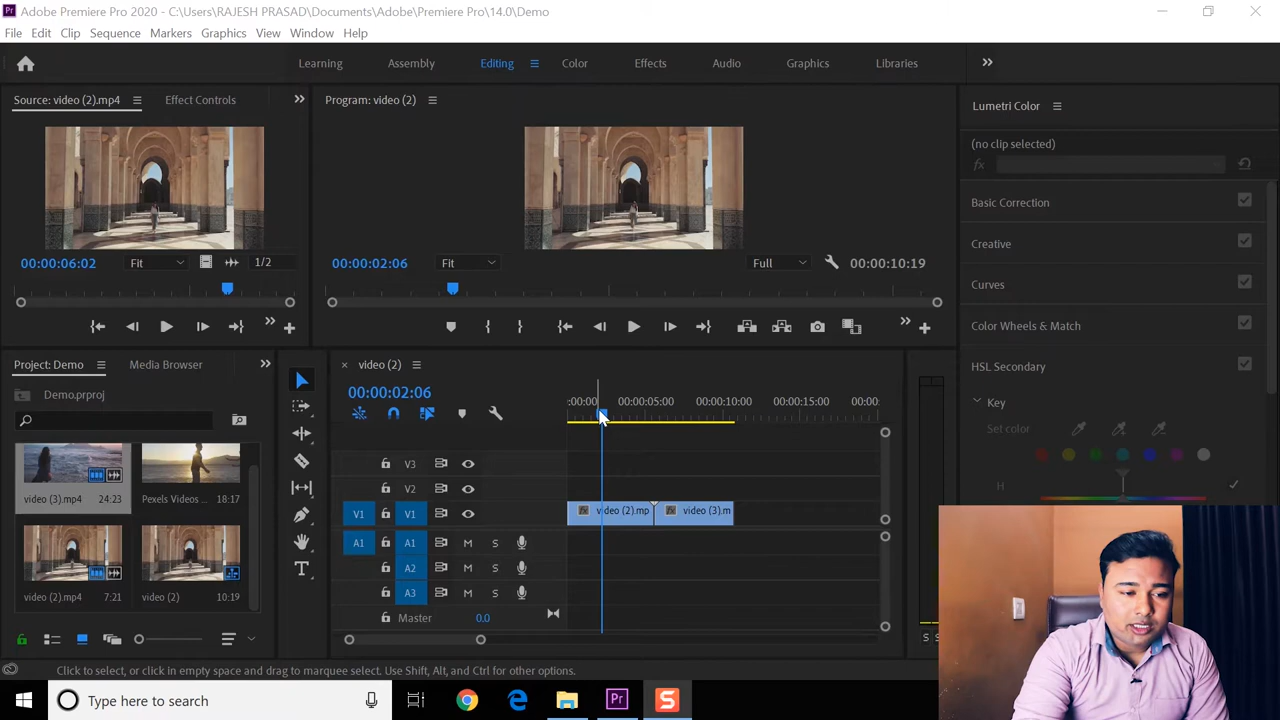 Adobe Premiere Pro 2020 - C:\Users\RAJESH PRASAD\Documents\Adobe\Premiere Pro\14.0\Demo
File Edit Clip Sequence Markers Graphics View Window Help
Learning Assembly Editing Color Effects Audio Graphics Libraries
Source: video (2).mp4 Effect Controls
Program: video (2)
Lumetri Color
(no clip selected)
fx
Basic Correction
Creative
Curves
Color Wheels & Match
HSL Secondary
Key
Set color
H
00:00:06:02 Fit 1/2
00:00:02:06 Fit Full 00:00:10:19
Project: Demo Media Browser
Demo.prproj
video (3).mp4 24:23
Pexels Videos ... 18:17
video (2).mp4 7:21
video (2) 10:19
video (2)
00:00:02:06
:00:00 00:00:05:00 00:00:10:00 00:00:15:00 00:00:
V3
V2
V1 V1
fx video (2).mp fx video (3).m
A1 A1 M S
A2 M S
A3 M S
Master 0.0
S S
Click to select, or click in empty space and drag to marquee select. Use Shift, Alt, and Ctrl for other options.
Type here to search
Pr
S